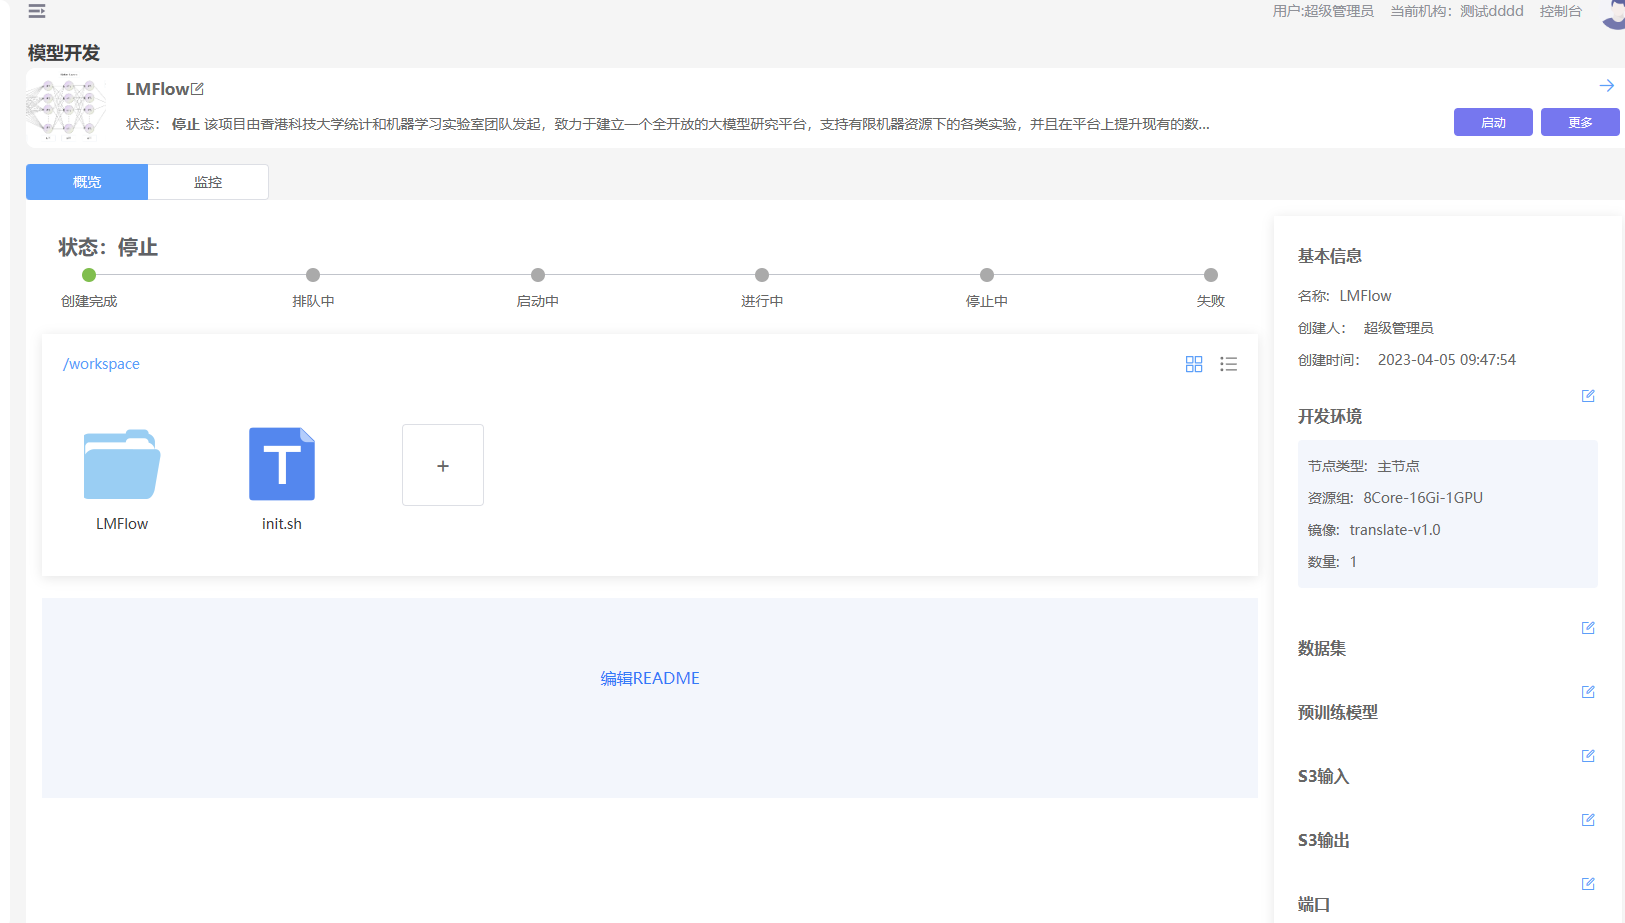 用户:超级管理员 当前机构：测试dddd 控制台
模型开发
LMFlow
状态： 停止 该项目由香港科技大学统计和机器学习实验室团队发起，致力于建立一个全开放的大模型研究平台，支持有限机器资源下的各类实验，并且在平台上提升现有的数...
启动 更多
概览 监控
状态：停止
创建完成 排队中 启动中 进行中 停止中 失败
/workspace
T
+
LMFlow init.sh
编辑README
基本信息
名称: LMFlow
创建人： 超级管理员
创建时间： 2023-04-05 09:47:54
开发环境
节点类型: 主节点
资源组: 8Core-16Gi-1GPU
镜像: translate-v1.0
数量: 1
数据集
预训练模型
S3输入
S3输出
端口